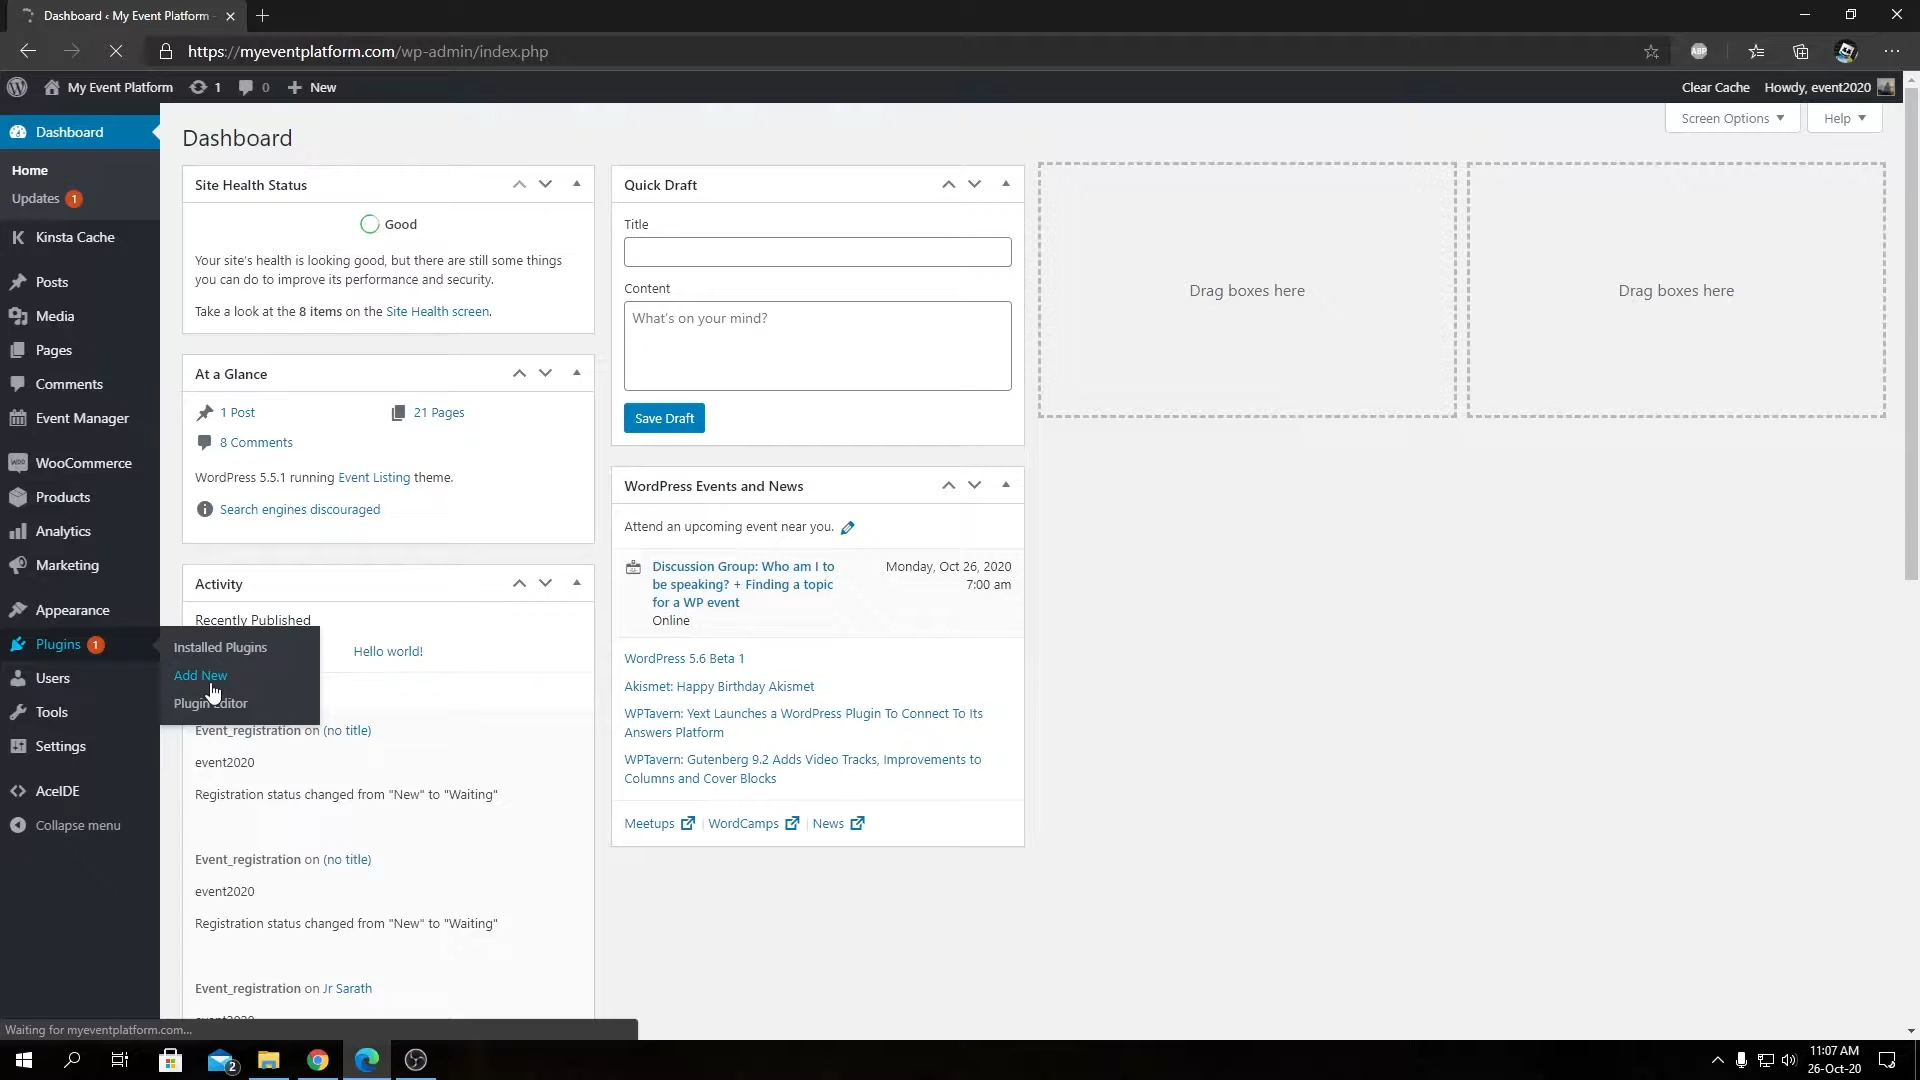 Dashboard ‹ My Event Platform
https://myeventplatform.com/wp-admin/index.php
ABP
My Event Platform 1 0 New
Clear Cache Howdy, event2020
Dashboard
Home
Updates 1
Kinsta Cache
Posts
Media
Pages
Comments
Event Manager
WooCommerce
Products
Analytics
Marketing
Appearance
Plugins 1
Users
Tools
Settings
AceIDE
Collapse menu
Installed Plugins
Add New
Plugin Editor
Screen Options Help
Dashboard
Site Health Status
Good
Your site's health is looking good, but there are still some things
you can do to improve its performance and security.
Take a look at the 8 items on the Site Health screen.
At a Glance
1 Post 21 Pages
8 Comments
WordPress 5.5.1 running Event Listing theme.
Search engines discouraged
Activity
Recently Published
Hello world!
Event_registration on (no title)
event2020
Registration status changed from "New" to "Waiting"
Event_registration on (no title)
event2020
Registration status changed from "New" to "Waiting"
Event_registration on Jr Sarath
Quick Draft
Title
Content
What's on your mind?
Save Draft
WordPress Events and News
Attend an upcoming event near you.
Discussion Group: Who am I to
be speaking? + Finding a topic
for a WP event
Online
Monday, Oct 26, 2020
7:00 am
WordPress 5.6 Beta 1
Akismet: Happy Birthday Akismet
WPTavern: Yext Launches a WordPress Plugin To Connect To Its
Answers Platform
WPTavern: Gutenberg 9.2 Adds Video Tracks, Improvements to
Columns and Cover Blocks
Meetups | WordCamps | News
Drag boxes here
Drag boxes here
Waiting for myeventplatform.com...
2
11:07 AM
26-Oct-20